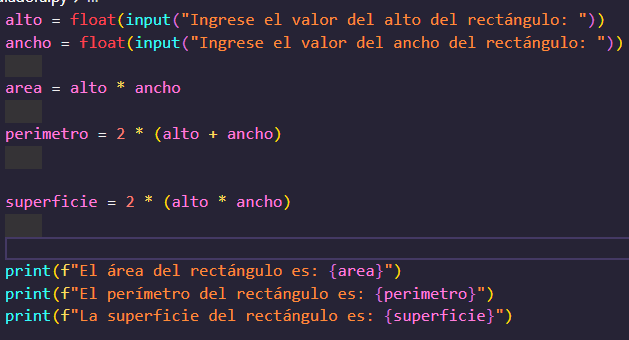 alto = float(input("Ingrese el valor del alto del rectángulo: "))
ancho = float(input("Ingrese el valor del ancho del rectángulo: "))
area = alto * ancho
perimetro = 2 * (alto + ancho)
superficie = 2 * (alto * ancho)
print(f"El área del rectángulo es: {area}")
print(f"El perímetro del rectángulo es: {perimetro}")
print(f"La superficie del rectángulo es: {superficie}")